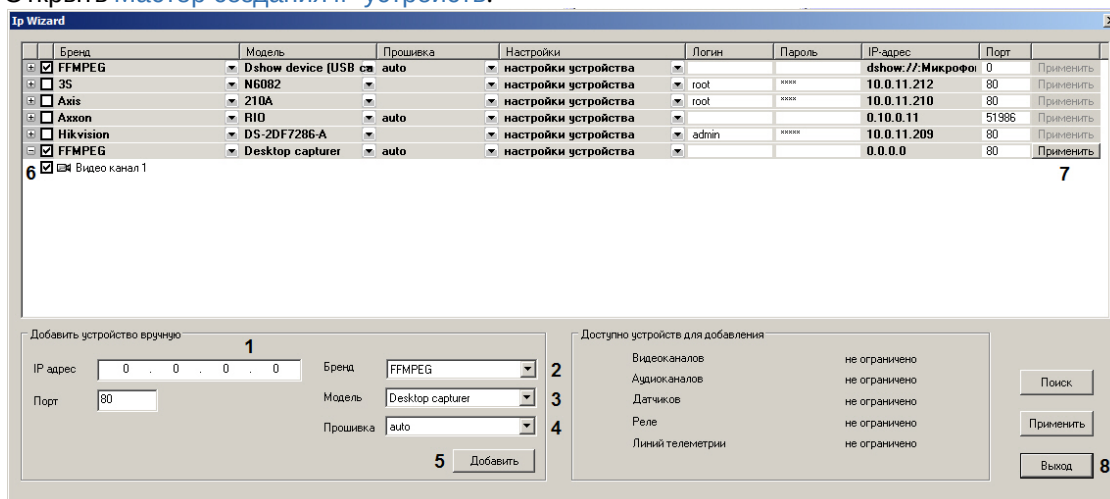 Открыть Мастер создания IP-устройств.
Ip Wizard
Бренд Модель Прошивка Настройки Логин Пароль IP-адрес Порт
FFMPEG Dshow device (USB ca auto настройки устройства dshow://:Микрофон 0 Применить
3S N6082 настройки устройства root **** 10.0.11.212 80 Применить
Axis 210A настройки устройства root **** 10.0.11.210 80 Применить
Axxon RIO auto настройки устройства 0.10.0.11 51986 Применить
Hikvision DS-2DF7286-A настройки устройства admin ***** 10.0.11.209 80 Применить
FFMPEG Desktop capturer auto настройки устройства 0.0.0.0 80 Применить
6 Видео канал 1 7
Добавить устройство вручную
1
IP адрес 0 . 0 . 0 . 0
Порт 80
Бренд FFMPEG 2
Модель Desktop capturer 3
Прошивка auto 4
5 Добавить
Доступно устройств для добавления
Видеоканалов не ограничено
Аудиоканалов не ограничено
Датчиков не ограничено
Реле не ограничено
Линий телеметрии не ограничено
Поиск
Применить
Выход 8